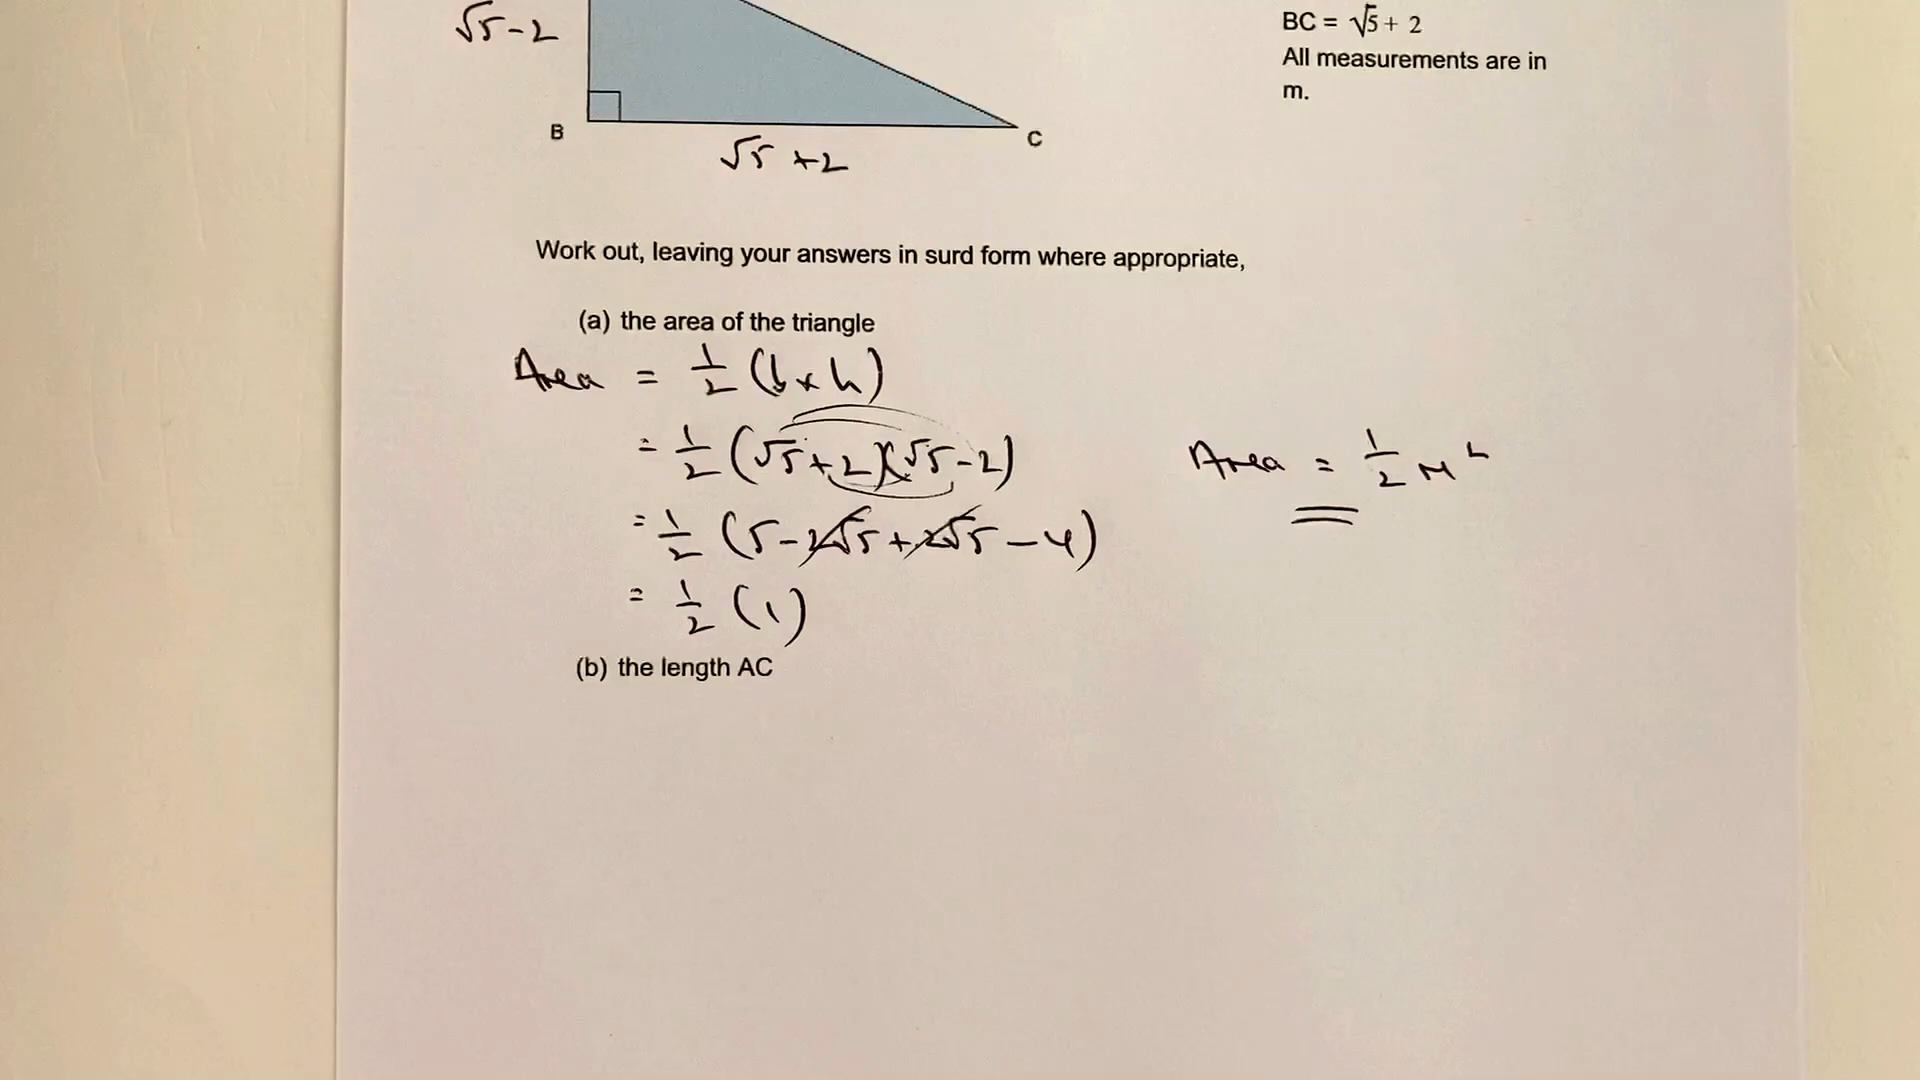 √5 - 2
BC = √5 + 2
All measurements are in
m.
B
C
√5 + 2
Work out, leaving your answers in surd form where appropriate,
(a) the area of the triangle
Area = 1/2 (b × h)
= 1/2 (√5 + 2)(√5 - 2)
= 1/2 (5 - 2√5 + 2√5 - 4)
= 1/2 (1)
Area = 1/2 m²
(b) the length AC